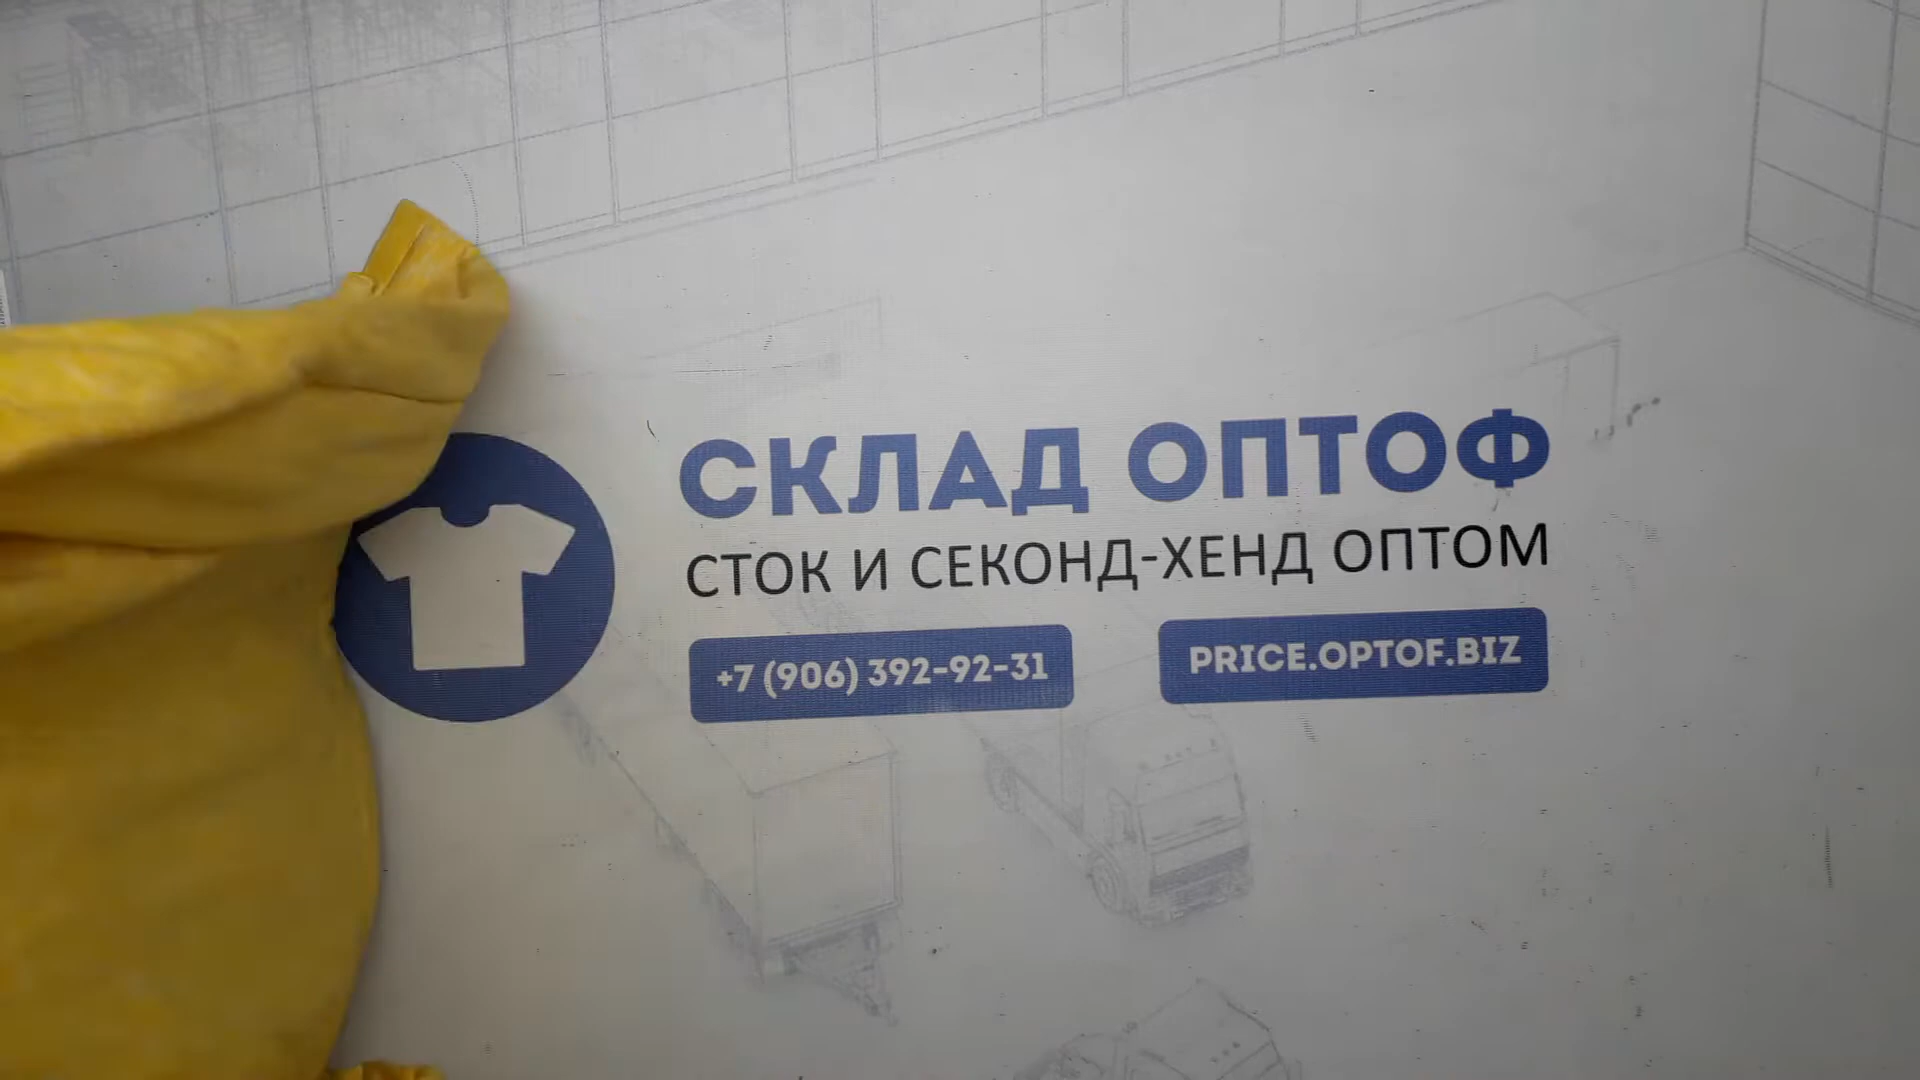 СКЛАД ОПТОФ
СТОК И СЕКОНД-ХЕНД ОПТОМ
+7 (906) 392-92-31
PRICE.OPTOF.BIZ